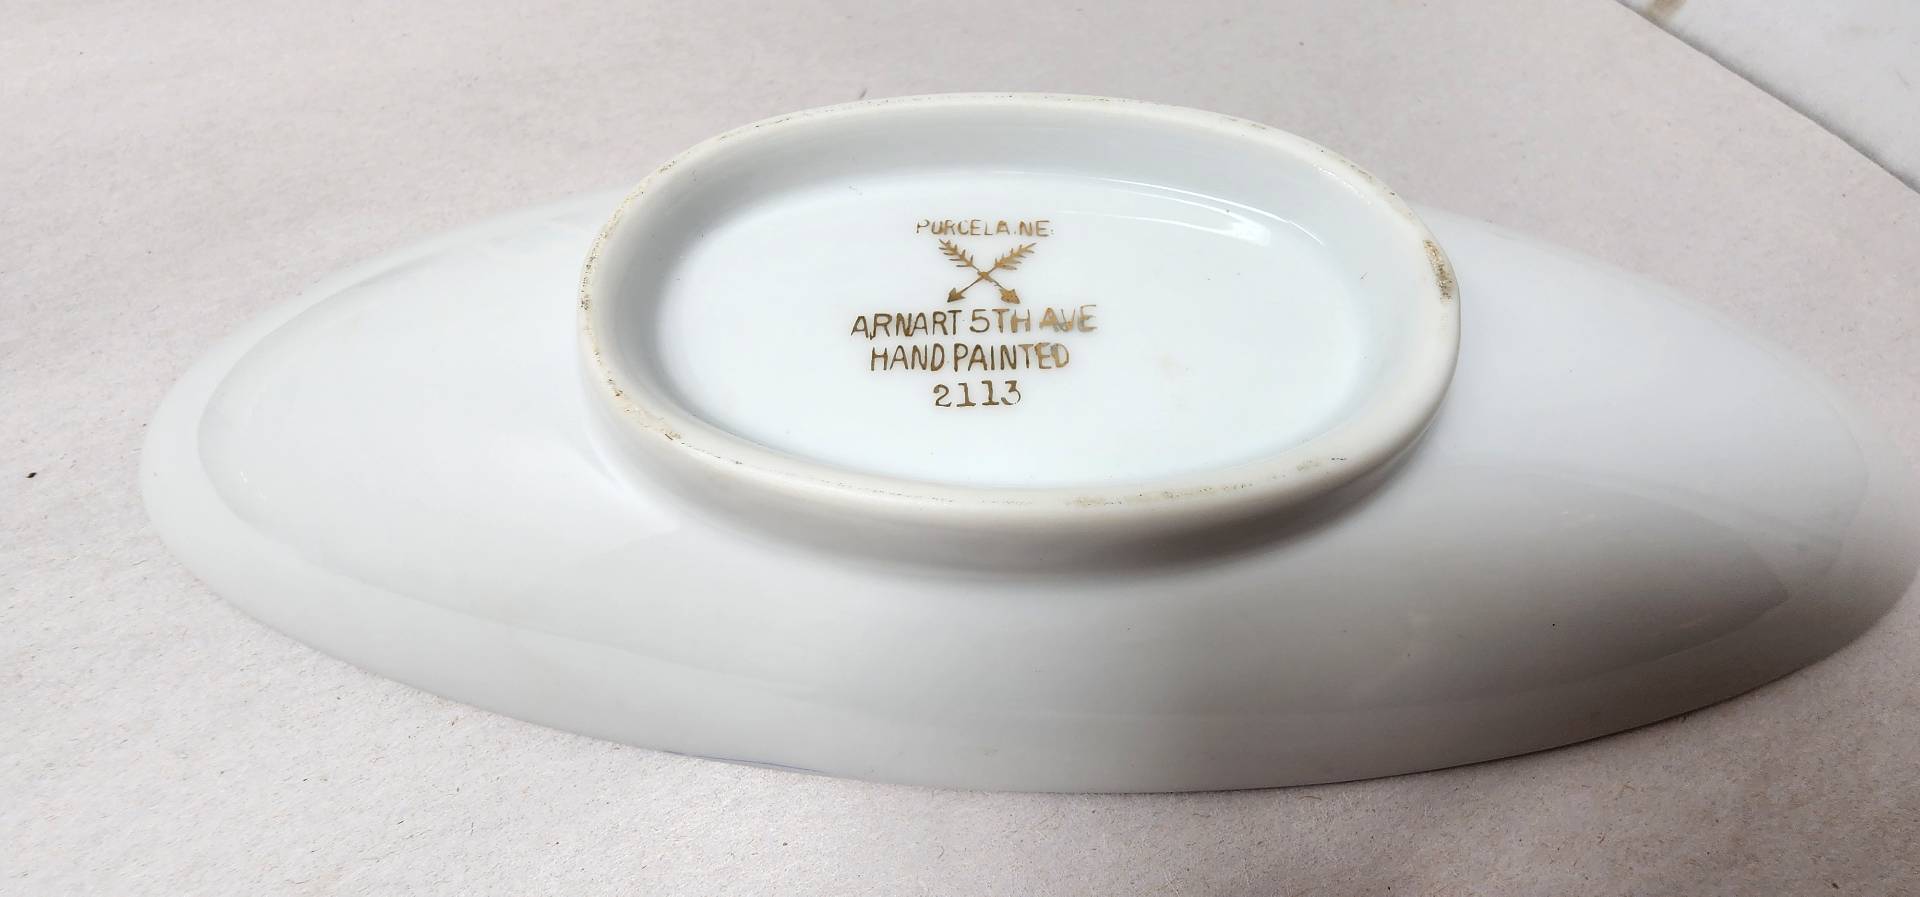 PORCELAINE
ARNART 5TH AVE
HAND PAINTED
2113